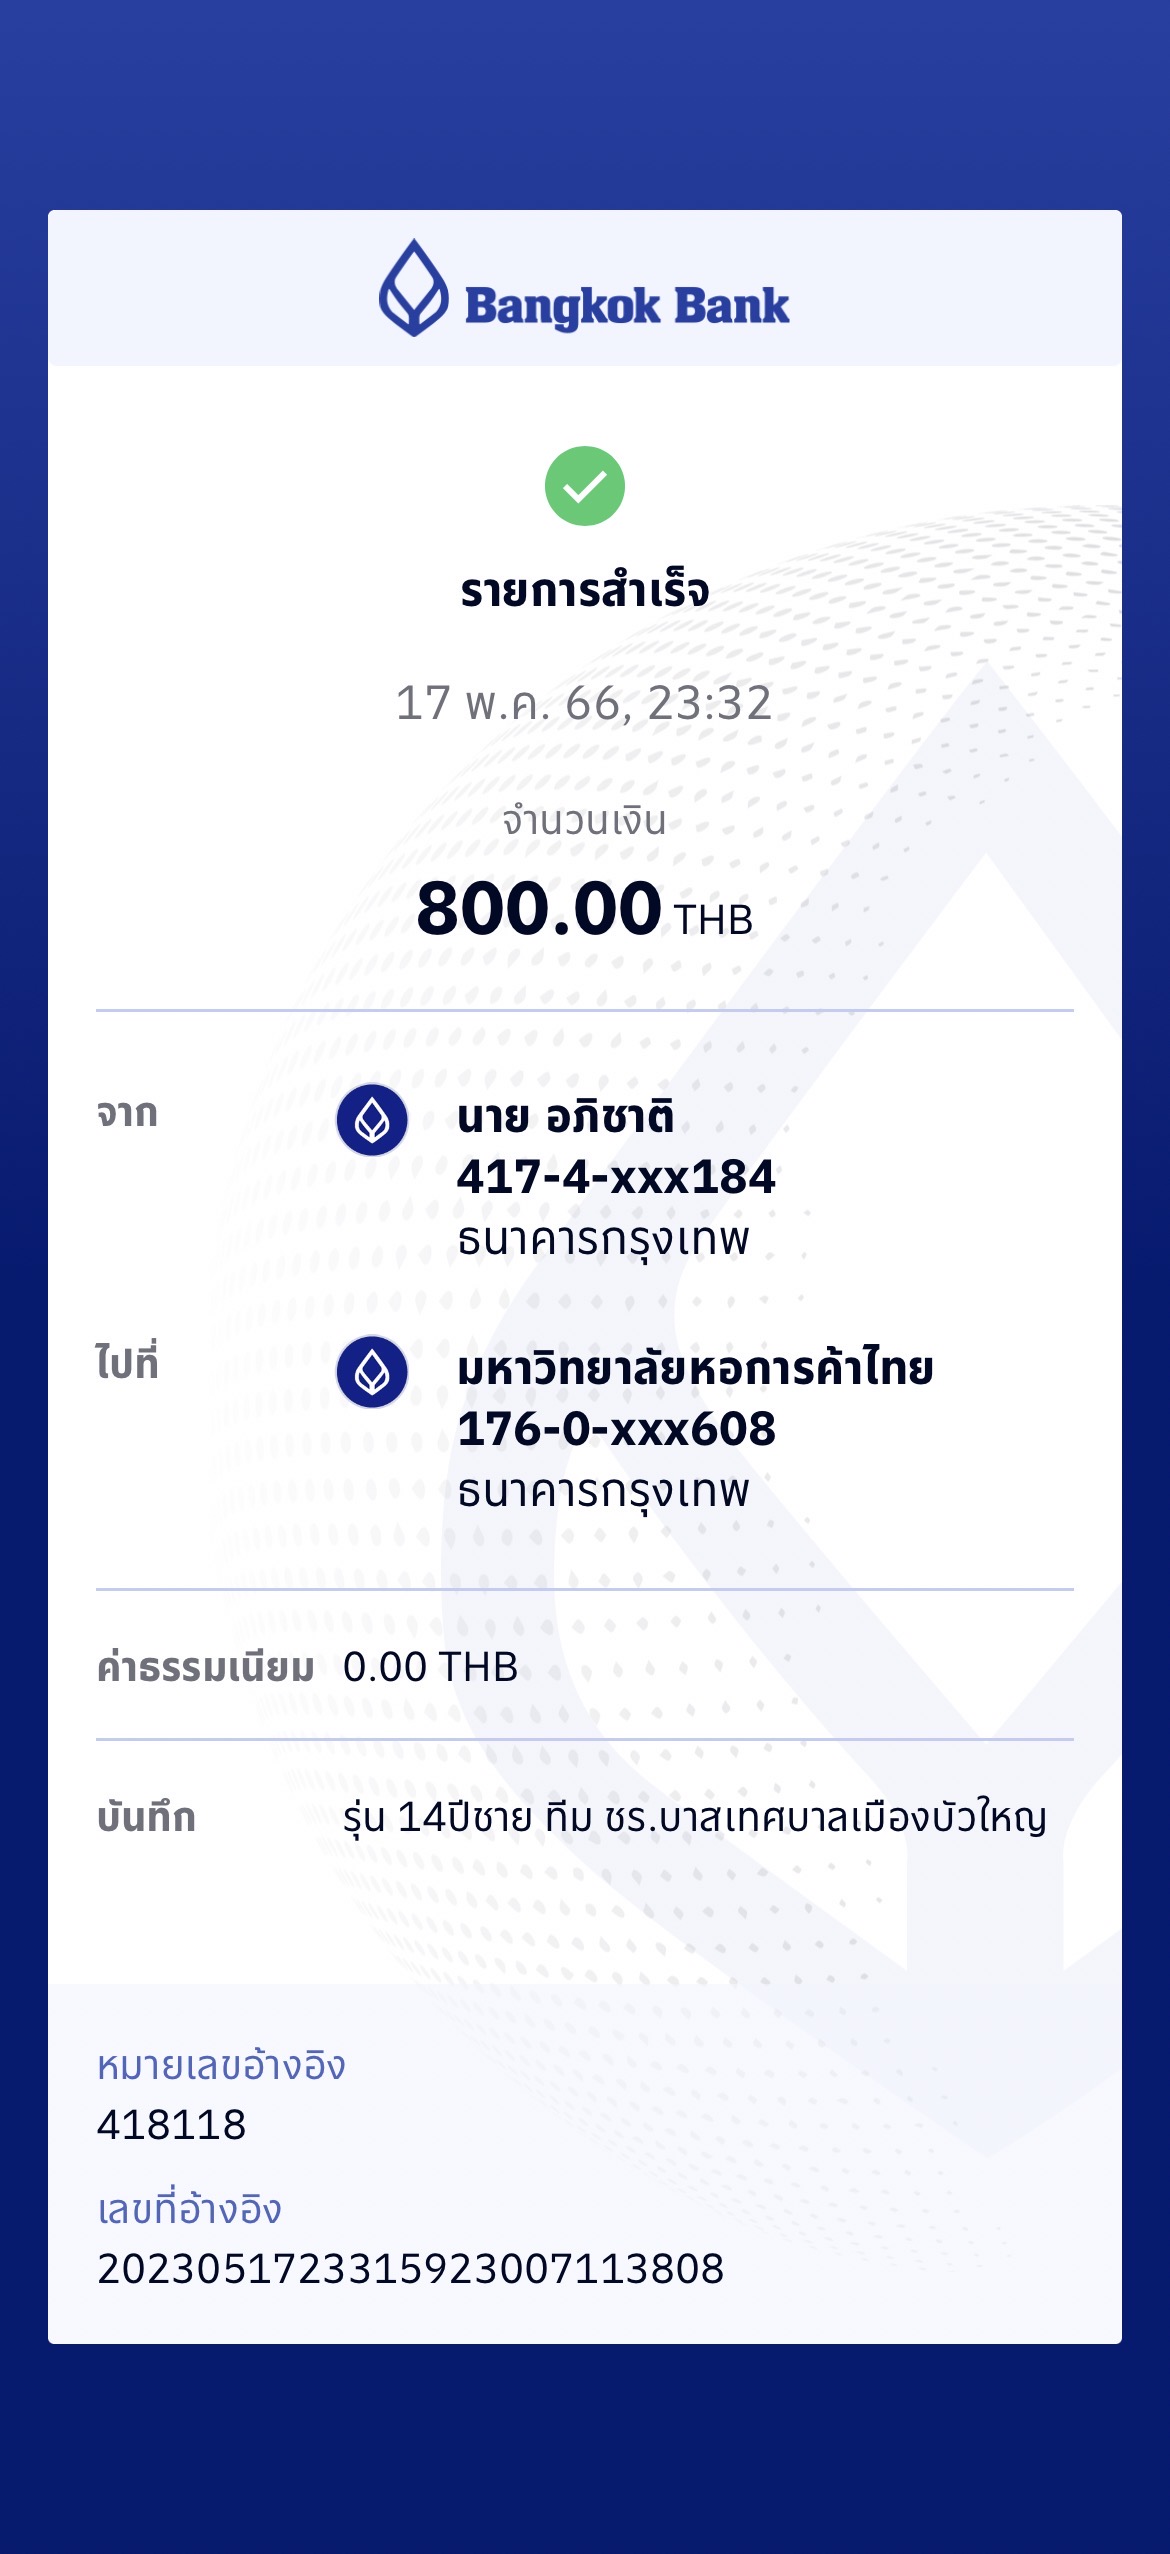 Bangkok Bank
รายการสำเร็จ
17 พ.ค. 66, 23:32
จำนวนเงิน
800.00 THB
จาก
นาย อภิชาติ
417-4-xxx184
ธนาคารกรุงเทพ
ไปที่
มหาวิทยาลัยหอการค้าไทย
176-0-xxx608
ธนาคารกรุงเทพ
ค่าธรรมเนียม 0.00 THB
บันทึก รุ่น 14ปีชาย ทีม ชร.บาสเทศบาลเมืองบัวใหญ
หมายเลขอ้างอิง
418118
เลขที่อ้างอิง
2023051723315923007113808